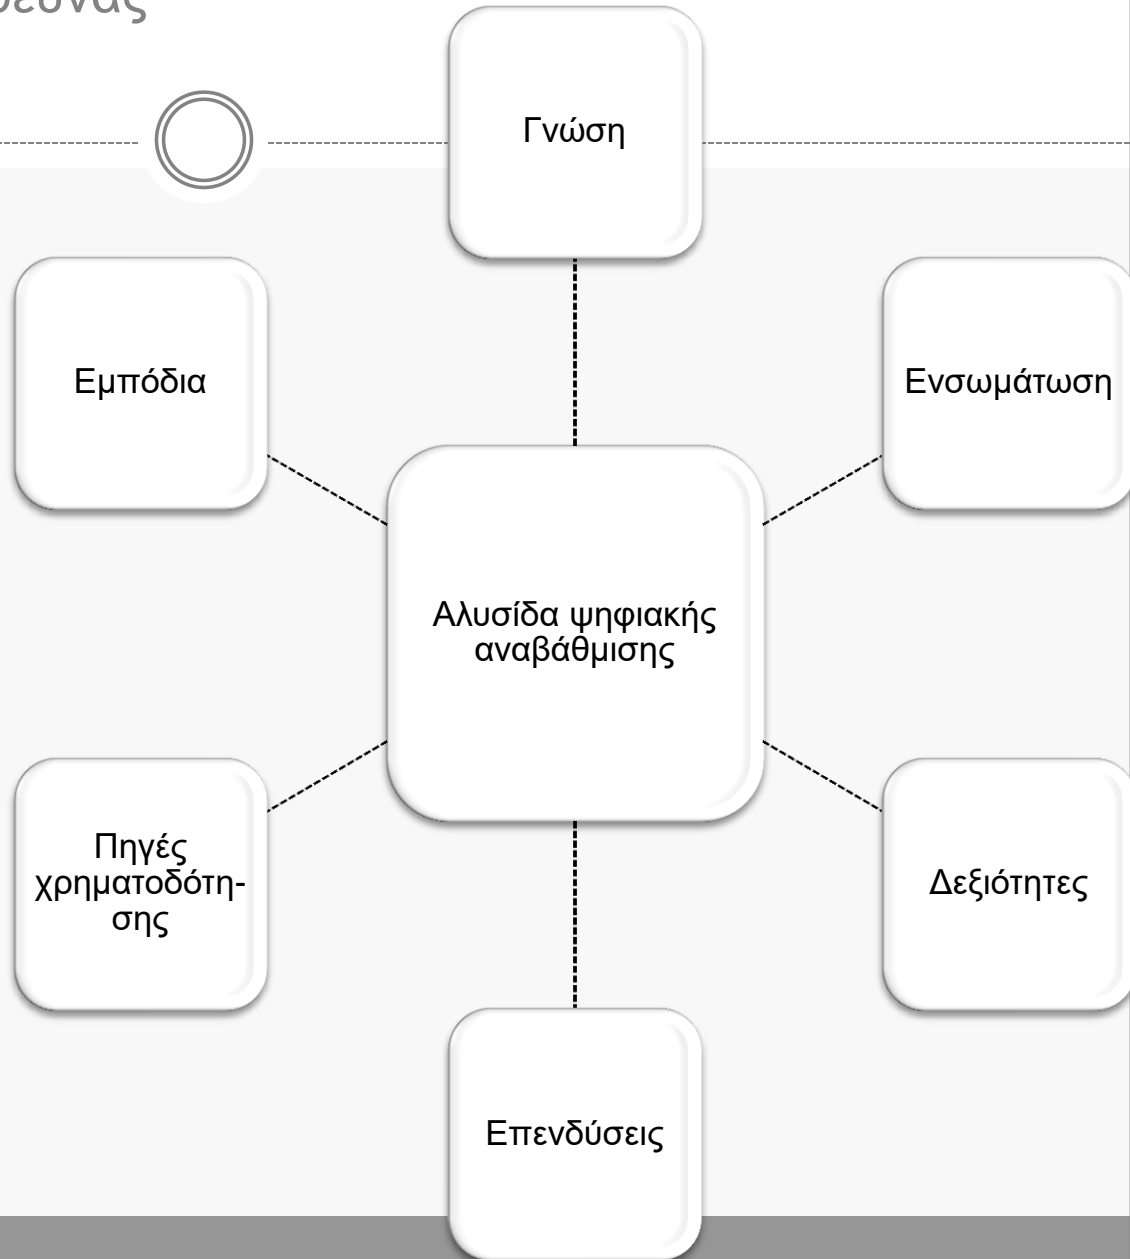 Γνώση
Εμπόδια
Ενσωμάτωση
Αλυσίδα ψηφιακής
αναβάθμισης
Πηγές
χρηματοδότη-
σης
Δεξιότητες
Επενδύσεις